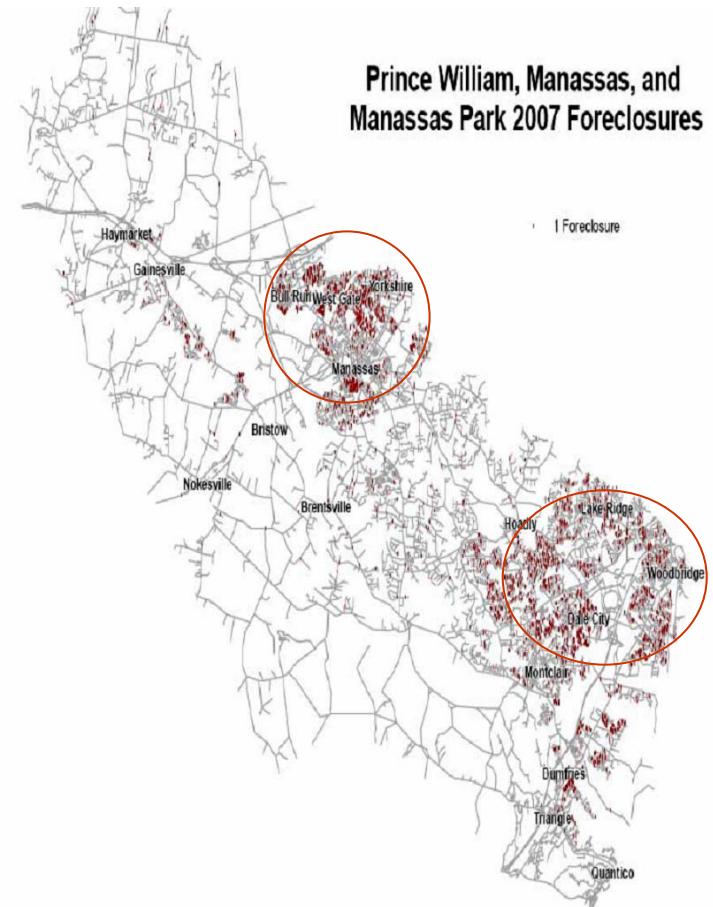 Prince William, Manassas, and
Manassas Park 2007 Foreclosures
1 Foreclosure
Haymarket
Gainesville
Bull Run
West Gate
Yorkshire
Manassas
Bristow
Nokesville
Brentsville
Hoadly
Lake Ridge
Woodbridge
Dale City
Montclair
Dumfries
Triangle
Quantico